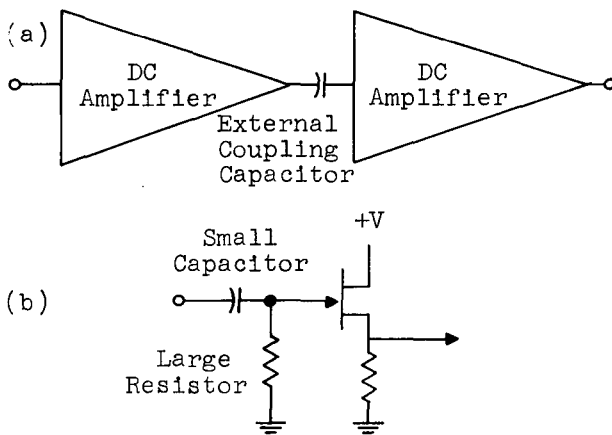 (a)
DC
Amplifier
DC
Amplifier
External
Coupling
Capacitor
+V
Small
Capacitor
(b)
Large
Resistor